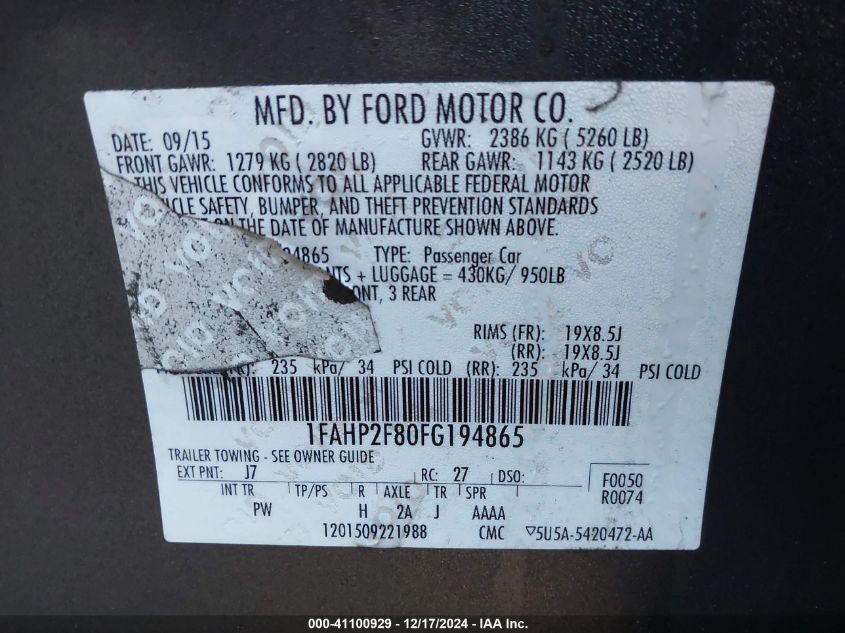 MFD. BY FORD MOTOR CO.
DATE: 09/15 GVWR: 2386 KG ( 5260 LB)
FRONT GAWR: 1279 KG ( 2820 LB) REAR GAWR: 1143 KG ( 2520 LB)
THIS VEHICLE CONFORMS TO ALL APPLICABLE FEDERAL MOTOR
SAFETY, BUMPER, AND THEFT PREVENTION STANDARDS
ON THE DATE OF MANUFACTURE SHOWN ABOVE.
94865 TYPE: Passenger Car
+ LUGGAGE = 430KG/ 950LB
3 REAR
RIMS (FR): 19X8.5J
(RR): 19X8.5J
235 kPa/ 34 PSI COLD (RR): 235 kPa/ 34 PSI COLD
1FAHP2F80FG194865
TRAILER TOWING - SEE OWNER GUIDE
EXT PNT: J7 RC: 27 DSO: F0050
R0074
INT TR TP/PS R AXLE TR SPR
PW H 2A J AAAA
1201509221988 CMC ▽5U5A-5420472-AA
000-41100929 - 12/17/2024 - IAA Inc.